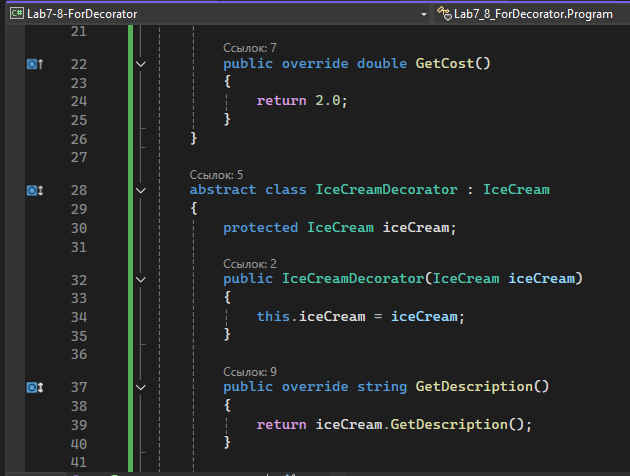 C# Lab7-8-ForDecorator Lab7_8_ForDecorator.Program
21
Ссылок: 7
22 public override double GetCost()
23 {
24 return 2.0;
25 }
26 }
27
Ссылок: 5
28 abstract class IceCreamDecorator : IceCream
29 {
30 protected IceCream iceCream;
31
Ссылок: 2
32 public IceCreamDecorator(IceCream iceCream)
33 {
34 this.iceCream = iceCream;
35 }
36
Ссылок: 9
37 public override string GetDescription()
38 {
39 return iceCream.GetDescription();
40 }
41